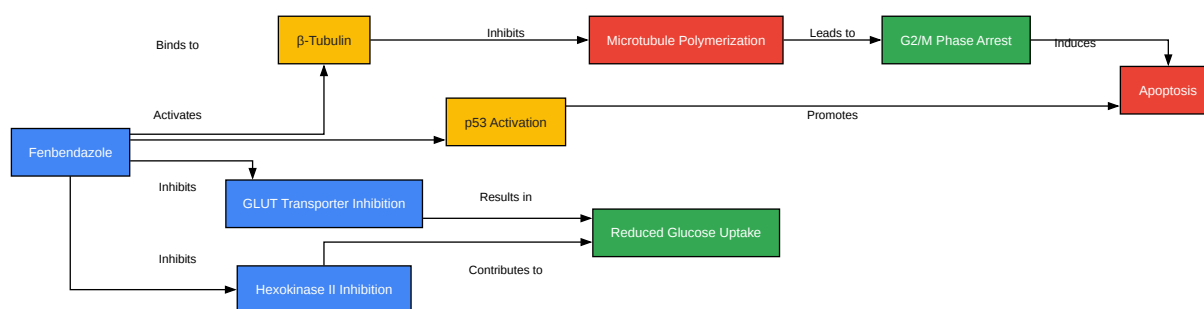 Binds to
β-Tubulin
Inhibits
Microtubule Polymerization
Leads to
G2/M Phase Arrest
Induces
Apoptosis
Activates
p53 Activation
Promotes
Fenbendazole
Inhibits
GLUT Transporter Inhibition
Results in
Reduced Glucose Uptake
Inhibits
Hexokinase II Inhibition
Contributes to